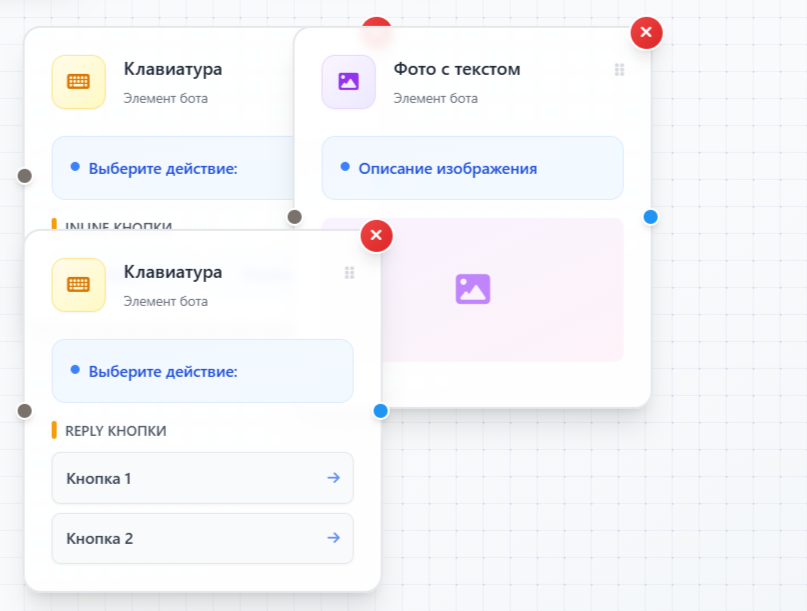 Клавиатура
Элемент бота
Выберите действие:
INLINE КНОПКИ
Фото с текстом
Элемент бота
Описание изображения
Клавиатура
Элемент бота
Выберите действие:
REPLY КНОПКИ
Кнопка 1
Кнопка 2